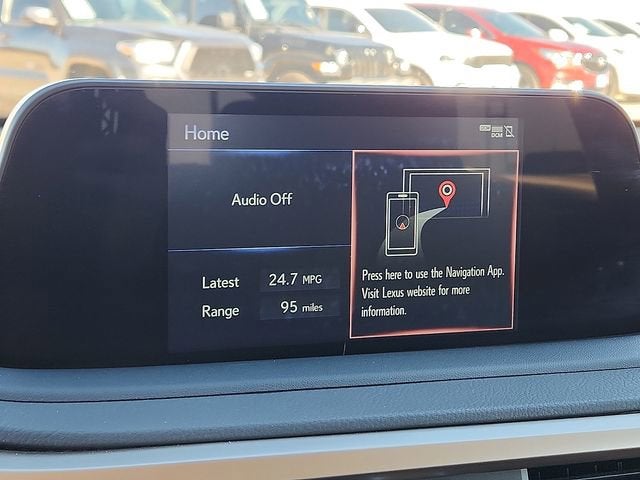 Home
DCM
Audio Off
Latest 24.7 MPG
Range 95 miles
Press here to use the Navigation App.
Visit Lexus website for more
information.